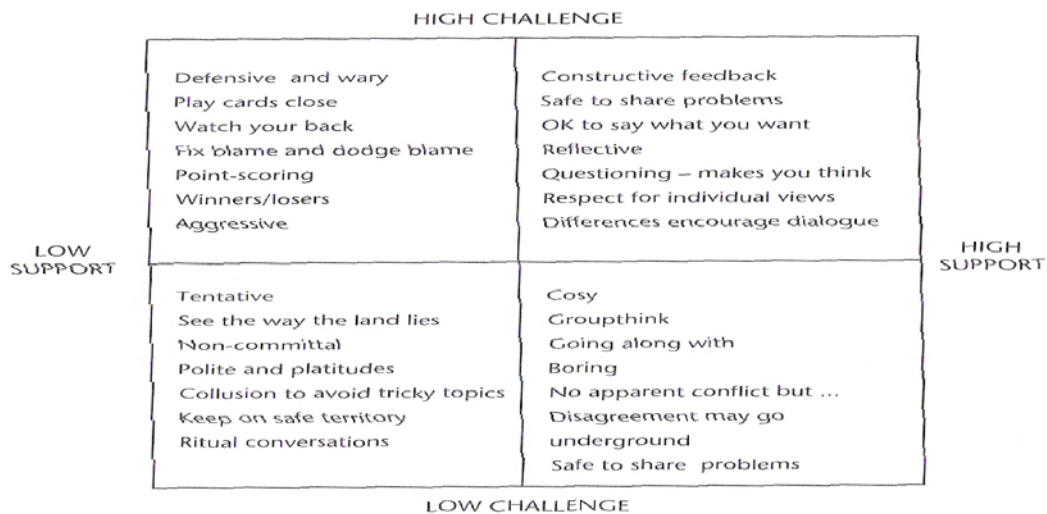 HIGH CHALLENGE
Defensive and wary
Play cards close
Watch your back
Fix blame and dodge blame
Point-scoring
Winners/losers
Aggressive
Constructive feedback
Safe to share problems
OK to say what you want
Reflective
Questioning – makes you think
Respect for individual views
Differences encourage dialogue
LOW
SUPPORT
HIGH
SUPPORT
Tentative
See the way the land lies
Non-committal
Polite and platitudes
Collusion to avoid tricky topics
Keep on safe territory
Ritual conversations
Cosy
Groupthink
Going along with
Boring
No apparent conflict but ...
Disagreement may go
underground
Safe to share problems
LOW CHALLENGE